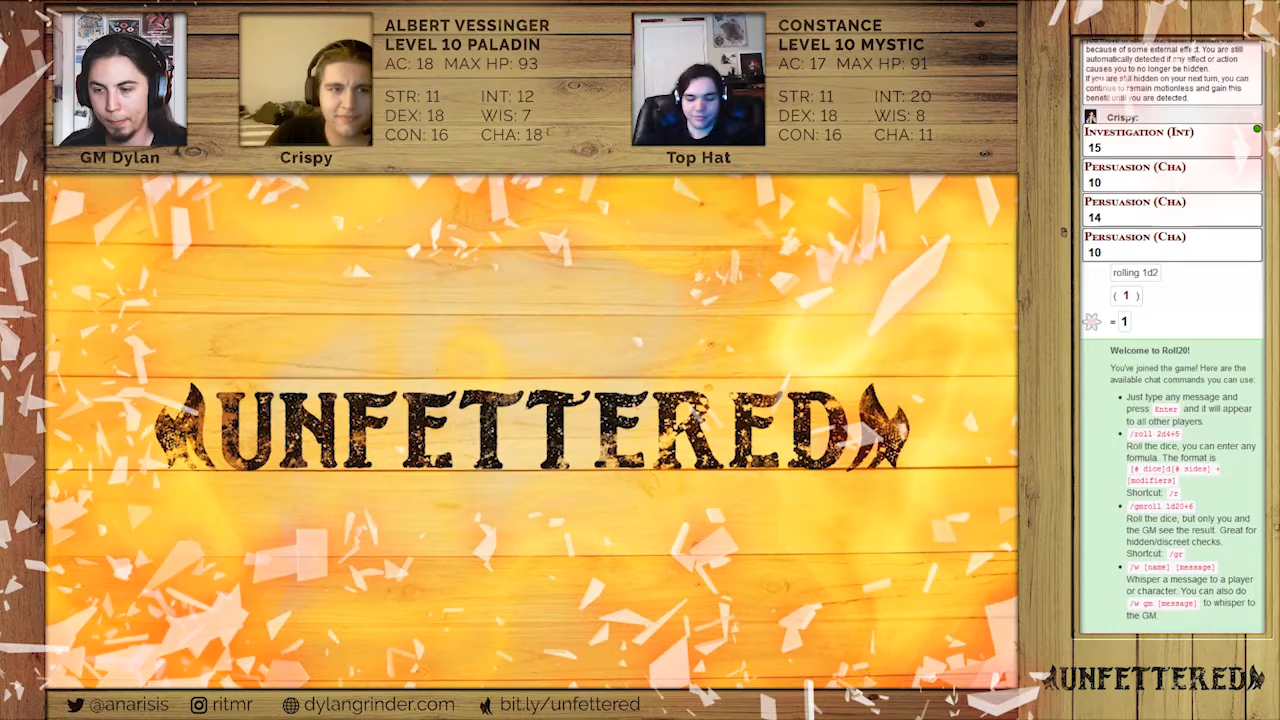 ALBERT VESSINGER
LEVEL 10 PALADIN
AC: 18 MAX HP: 93
STR: 11 INT: 12
DEX: 18 WIS: 7
CON: 16 CHA: 18
CONSTANCE
LEVEL 10 MYSTIC
AC: 17 MAX HP: 91
STR: 11 INT: 20
DEX: 18 WIS: 8
CON: 16 CHA: 11
GM Dylan
Crispy
Top Hat
UNFETTERED
because of some external effect. You are still
automatically detected if any effect or action
causes you to no longer be hidden.
If you are still hidden on your next turn, you can
continue to remain motionless and gain this
benefit until you are detected.
Crispy:
INVESTIGATION (INT)
15
PERSUASION (CHA)
10
PERSUASION (CHA)
14
PERSUASION (CHA)
10
rolling 1d2
( 1 )
= 1
Welcome to Roll20!
You've joined the game! Here are the
available chat commands you can use:
• Just type any message and
press Enter and it will appear
to all other players.
• /roll 2d4+5
Roll the dice, you can enter any
formula. The format is
[# dice]d[# sides] +
[modifiers]
Shortcut: /r
• /gmroll 1d20+6
Roll the dice, but only you and
the GM see the result. Great for
hidden/discreet checks.
Shortcut: /gr
• /w [name] [message]
Whisper a message to a player
or character. You can also do
/w gm [message] to whisper to
the GM.
UNFETTERED
@anarisis ritmr dylangrinder.com bit.ly/unfettered